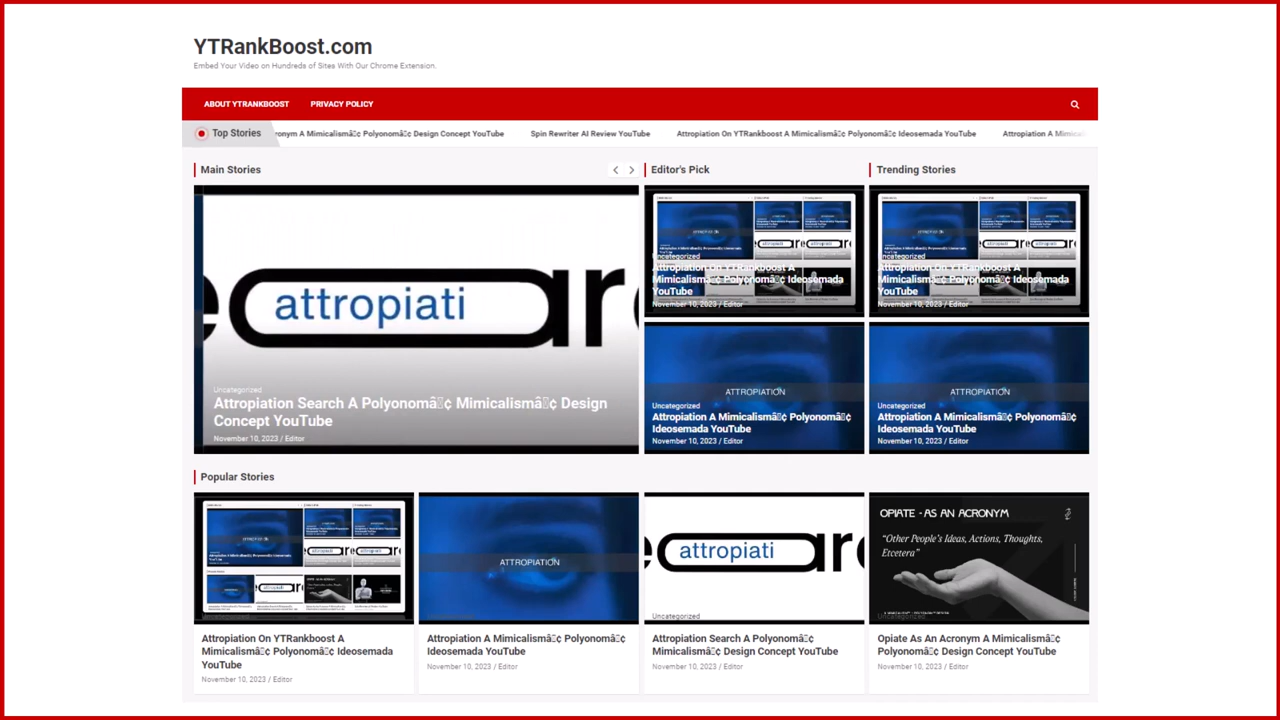 YTRankBoost.com
Embed Your Video on Hundreds of Sites With Our Chrome Extension.
ABOUT YTRANKBOOST PRIVACY POLICY
Top Stories
ronym A Mimicalismâ¢ Polyonomâ¢ Design Concept YouTube Spin Rewriter AI Review YouTube Attropiation On YTRankboost A Mimicalismâ¢ Polyonomâ¢ Ideosemada YouTube Attropiation A Mimical
Main Stories
attropiati
Uncategorized
Attropiation Search A Polyonomâ¢ Mimicalismâ¢ Design
Concept YouTube
November 10, 2023 / Editor
Editor's Pick
Uncategorized
Attropiation On YTRankboost A
Mimicalismâ¢ Polyonomâ¢ Ideosemada
YouTube
November 10, 2023 / Editor
ATTROPIATION
Uncategorized
Attropiation A Mimicalismâ¢ Polyonomâ¢
Ideosemada YouTube
November 10, 2023 / Editor
Trending Stories
Uncategorized
Attropiation On YTRankboost A
Mimicalismâ¢ Polyonomâ¢ Ideosemada
YouTube
November 10, 2023 / Editor
ATTROPIATION
Uncategorized
Attropiation A Mimicalismâ¢ Polyonomâ¢
Ideosemada YouTube
November 10, 2023 / Editor
Popular Stories
Attropiation On YTRankboost A
Mimicalismâ¢ Polyonomâ¢ Ideosemada
YouTube
November 10, 2023 / Editor
ATTROPIATION
Attropiation A Mimicalismâ¢ Polyonomâ¢
Ideosemada YouTube
November 10, 2023 / Editor
attropiati
Uncategorized
Attropiation Search A Polyonomâ¢
Mimicalismâ¢ Design Concept YouTube
November 10, 2023 / Editor
OPIATE - AS AN ACRONYM
“Other People’s Ideas, Actions, Thoughts,
Etcetera”
Uncategorized
Opiate As An Acronym A Mimicalismâ¢
Polyonomâ¢ Design Concept YouTube
November 10, 2023 / Editor